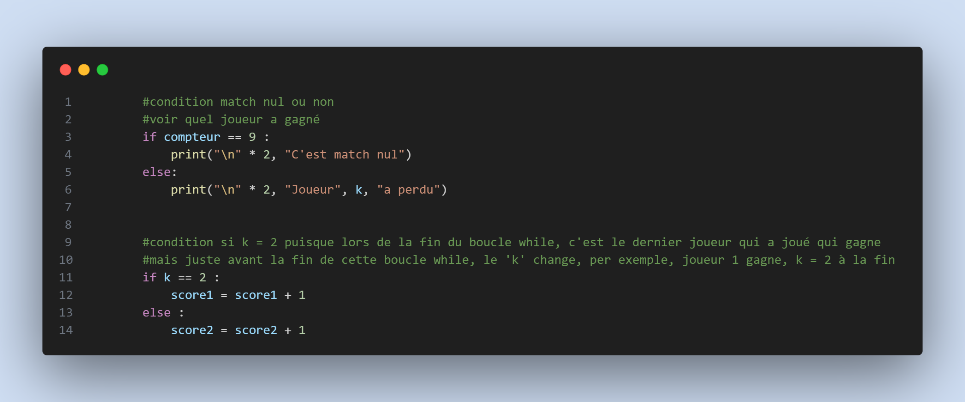 1 #condition match nul ou non
2 #voir quel joueur a gagné
3 if compteur == 9 :
4 print("\n" * 2, "C'est match nul")
5 else:
6 print("\n" * 2, "Joueur", k, "a perdu")
7
8
9 #condition si k = 2 puisque lors de la fin du boucle while, c'est le dernier joueur qui a joué qui gagne
10 #mais juste avant la fin de cette boucle while, le 'k' change, per exemple, joueur 1 gagne, k = 2 à la fin
11 if k == 2 :
12 score1 = score1 + 1
13 else :
14 score2 = score2 + 1